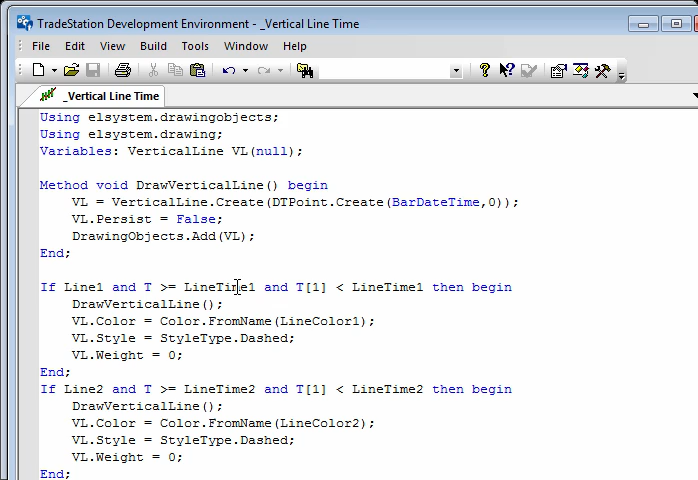 TradeStation Development Environment - _Vertical Line Time
File Edit View Build Tools Window Help
_Vertical Line Time
Using elsystem.drawingobjects;
Using elsystem.drawing;
Variables: VerticalLine VL(null);
Method void DrawVerticalLine() begin
VL = VerticalLine.Create(DTPoint.Create(BarDateTime,0));
VL.Persist = False;
DrawingObjects.Add(VL);
End;
If Line1 and T >= LineTime1 and T[1] < LineTime1 then begin
DrawVerticalLine();
VL.Color = Color.FromName(LineColor1);
VL.Style = StyleType.Dashed;
VL.Weight = 0;
End;
If Line2 and T >= LineTime2 and T[1] < LineTime2 then begin
DrawVerticalLine();
VL.Color = Color.FromName(LineColor2);
VL.Style = StyleType.Dashed;
VL.Weight = 0;
End;